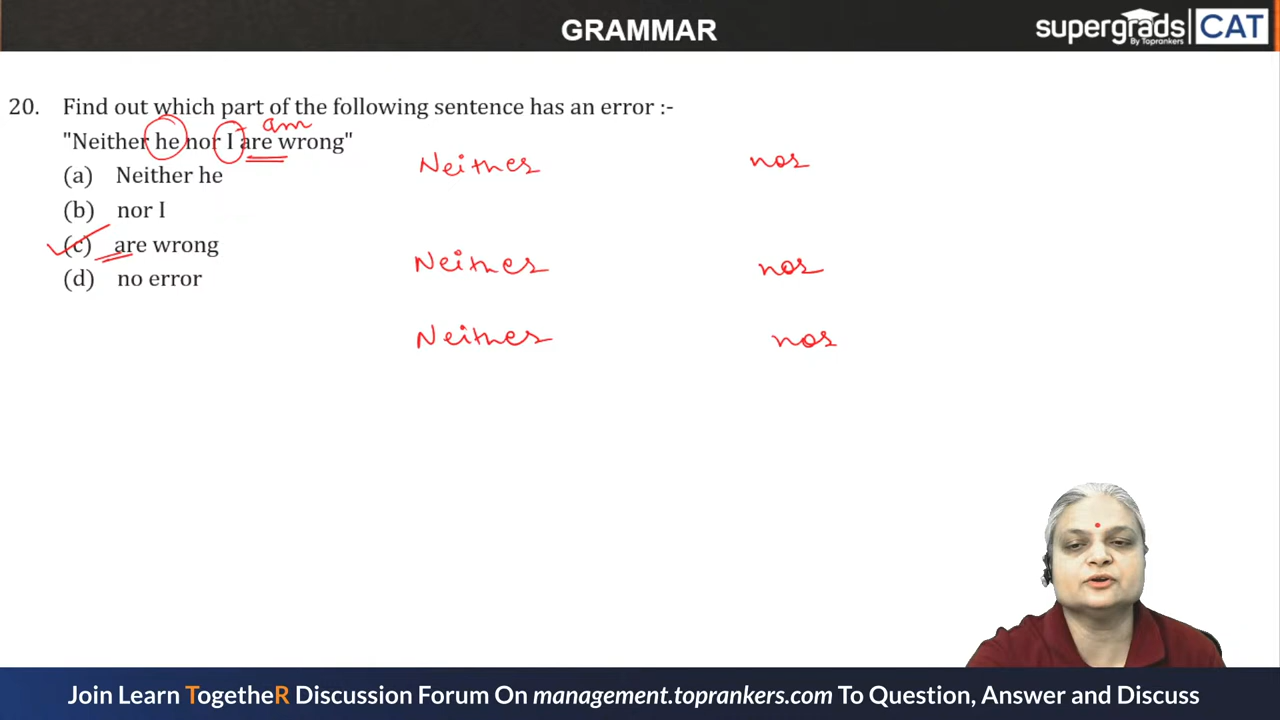 GRAMMAR
supergrads CAT
By Toprankers
20. Find out which part of the following sentence has an error :-
am
"Neither he nor I are wrong"
Neither nor
(a) Neither he
(b) nor I
(c) are wrong
Neither nor
(d) no error
Neither nor
Join Learn TogetheR Discussion Forum On management.toprankers.com To Question, Answer and Discuss